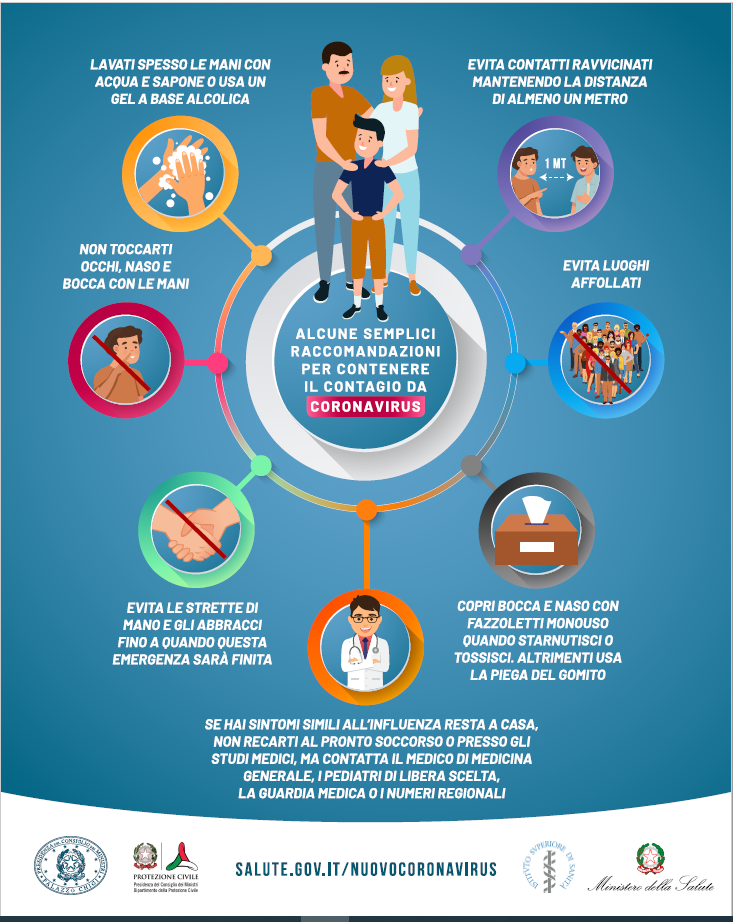 LAVATI SPESSO LE MANI CON
ACQUA E SAPONE O USA UN
GEL A BASE ALCOLICA
EVITA CONTATTI RAVVICINATI
MANTENENDO LA DISTANZA
DI ALMENO UN METRO
1 MT
NON TOCCARTI
OCCHI, NASO E
BOCCA CON LE MANI
EVITA LUOGHI
AFFOLLATI
ALCUNE SEMPLICI
RACCOMANDAZIONI
PER CONTENERE
IL CONTAGIO DA
CORONAVIRUS
EVITA LE STRETTE DI
MANO E GLI ABBRACCI
FINO A QUANDO QUESTA
EMERGENZA SARÀ FINITA
COPRI BOCCA E NASO CON
FAZZOLETTI MONOUSO
QUANDO STARNUTISCI O
TOSSISCI. ALTRIMENTI USA
LA PIEGA DEL GOMITO
SE HAI SINTOMI SIMILI ALL'INFLUENZA RESTA A CASA,
NON RECARTI AL PRONTO SOCCORSO O PRESSO GLI
STUDI MEDICI, MA CONTATTA IL MEDICO DI MEDICINA
GENERALE, I PEDIATRI DI LIBERA SCELTA,
LA GUARDIA MEDICA O I NUMERI REGIONALI
PRESIDENZA DEL CONSIGLIO DEI MINISTRI
PALAZZO CHIGI
PROTEZIONE CIVILE
Presidenza del Consiglio dei Ministri
Dipartimento della Protezione Civile
SALUTE.GOV.IT/NUOVOCORONAVIRUS
ISTITUTO SUPERIORE DI SANITÀ
Ministero della Salute